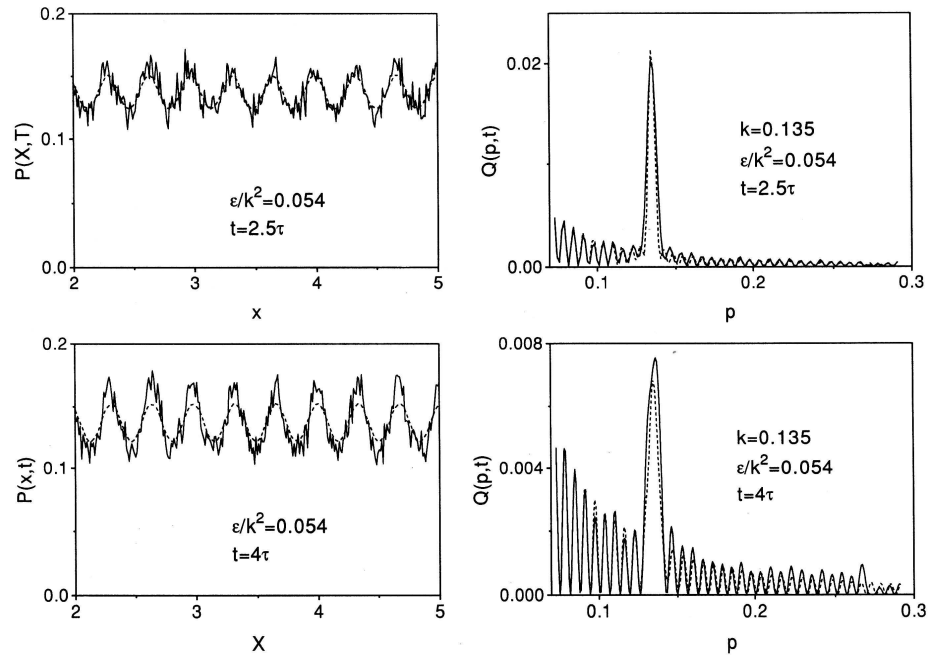 0.2
0.1
0.0
P(X,T)
ε/k²=0.054
t=2.5τ
2 3 4 5
x
0.02
0.00
Q(p,t)
k=0.135
ε/k²=0.054
t=2.5τ
0.1 0.2 0.3
p
0.2
0.1
0.0
P(x,t)
ε/k²=0.054
t=4τ
2 3 4 5
X
0.008
0.004
0.000
Q(p,t)
k=0.135
ε/k²=0.054
t=4τ
0.1 0.2 0.3
p